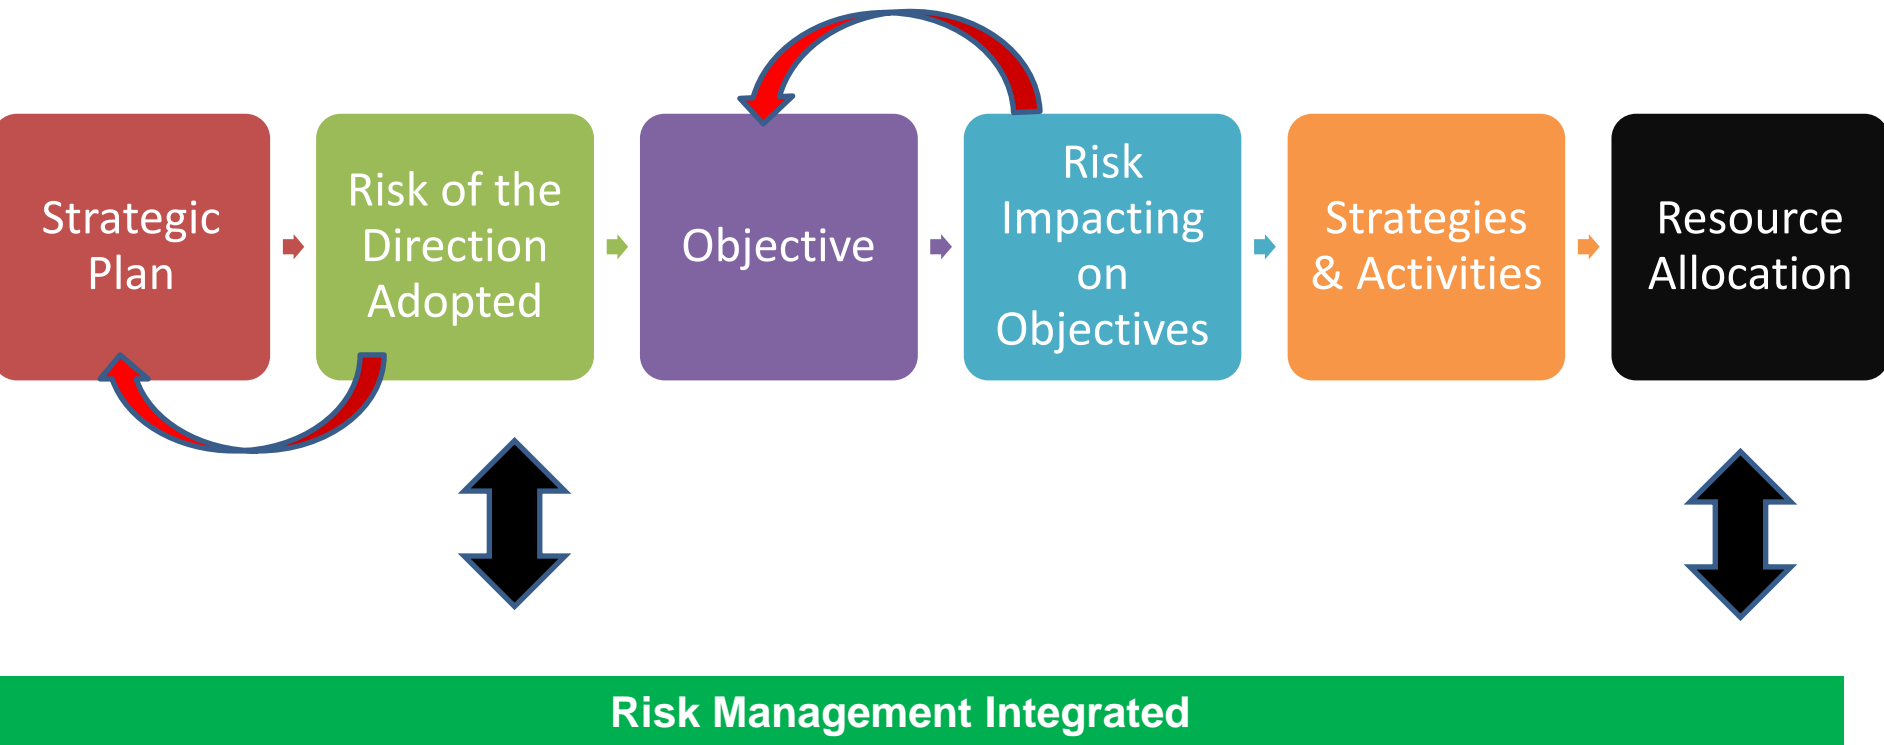 Strategic
Plan
Risk of the
Direction
Adopted
Objective
Risk
Impacting
on
Objectives
Strategies
& Activities
Resource
Allocation
Risk Management Integrated